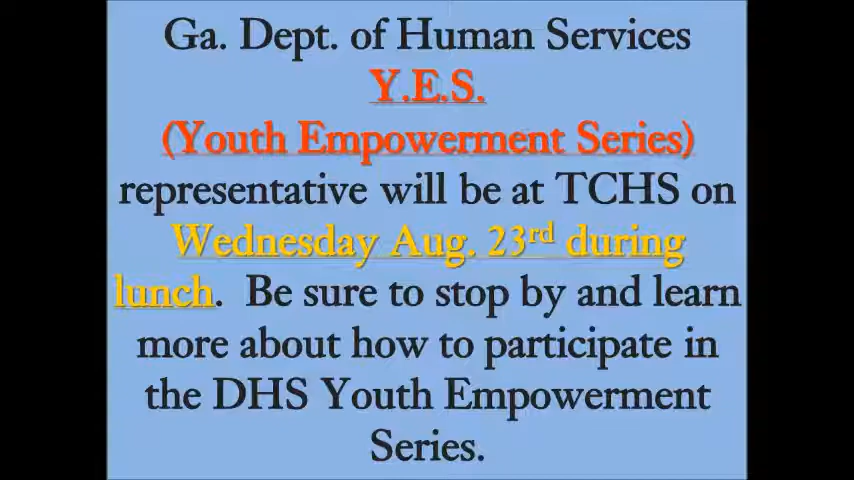 Ga. Dept. of Human Services
Y.E.S.
(Youth Empowerment Series)
representative will be at TCHS on
Wednesday Aug. 23rd during
lunch. Be sure to stop by and learn
more about how to participate in
the DHS Youth Empowerment
Series.